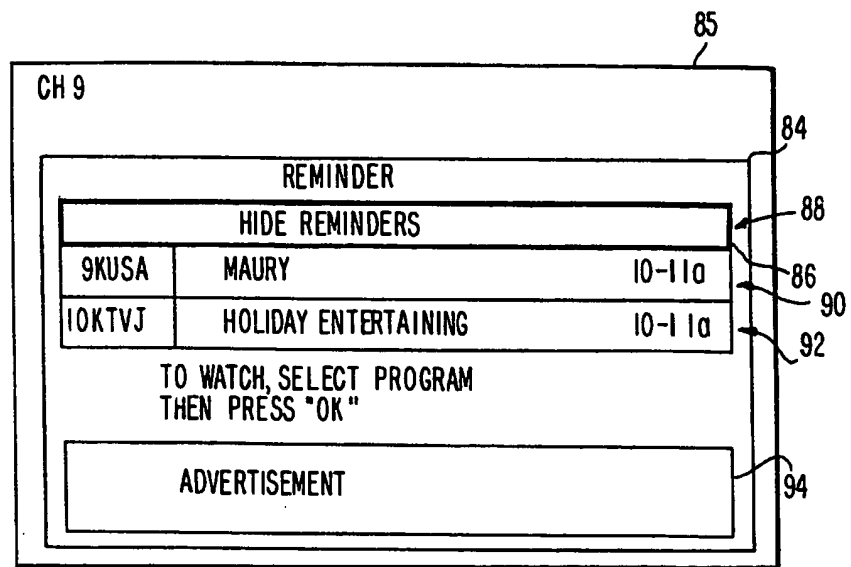 85
CH 9
84
REMINDER
HIDE REMINDERS
88
86
9KUSA MAURY 10-11a
90
10KTVJ HOLIDAY ENTERTAINING 10-11a
92
TO WATCH, SELECT PROGRAM
THEN PRESS "OK"
ADVERTISEMENT
94